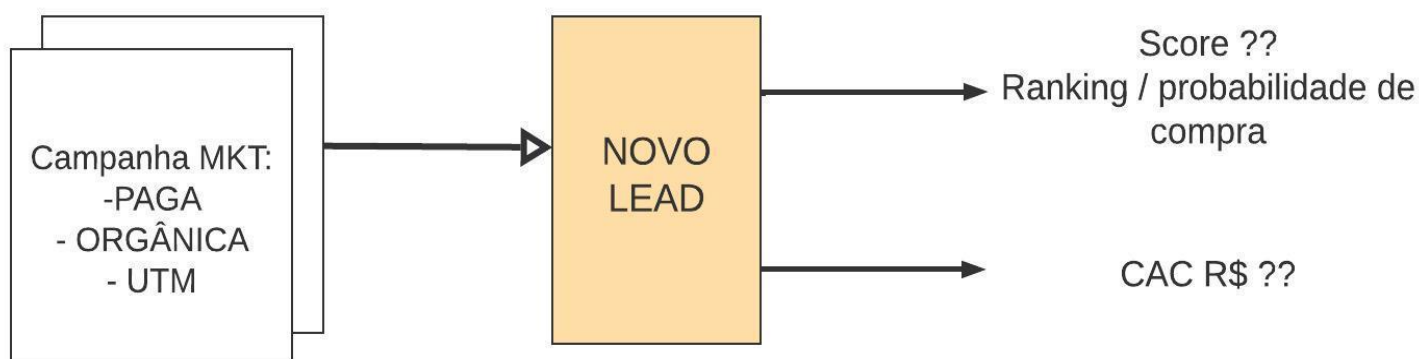 Campanha MKT:
-PAGA
- ORGÂNICA
- UTM
NOVO
LEAD
Score ??
Ranking / probabilidade de
compra
CAC R$ ??